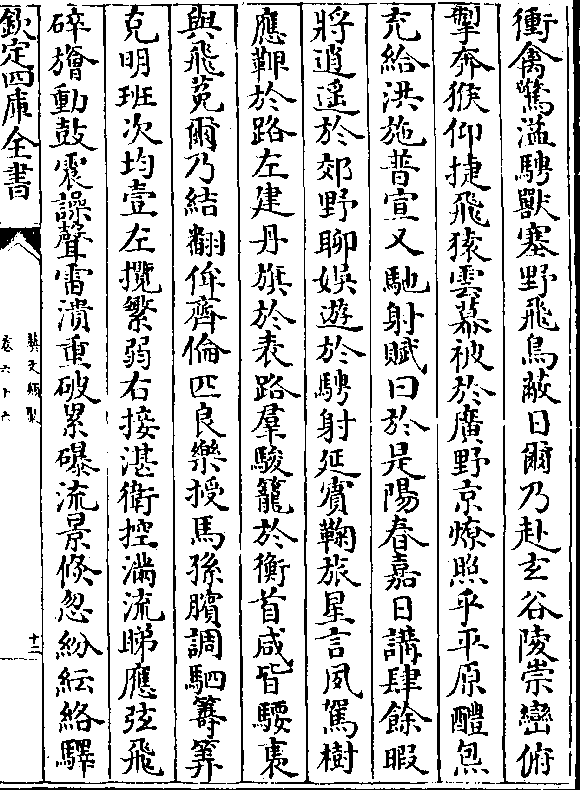 衝禽驚溢騁獸塞野飛鳥蔽日爾乃赴玄谷陵崇巒俯
掣奔猴仰捷飛猿雲幕被於廣野京燎照乎平原醴炰
充給洪施普宣又馳射賦曰於是陽春嘉日講肆餘暇
將逍遙於郊野聊娛遊於騁射延賓鞠旅星言夙駕樹
應鞞於路左建丹旗於表路羣駿籠於衡首咸皆騕褭
與飛菟爾乃結翻侔齊倫匹良樂授馬孫臏調駟籌筭
克明班次均壹左攬繁弱右接湛衛控滿流睇應弦飛
碎旝動鼓震譟聲雷潰重破累礫流景倏忽紛紜絡驛
欽定四庫全書
藝文類聚
卷六十六
十二